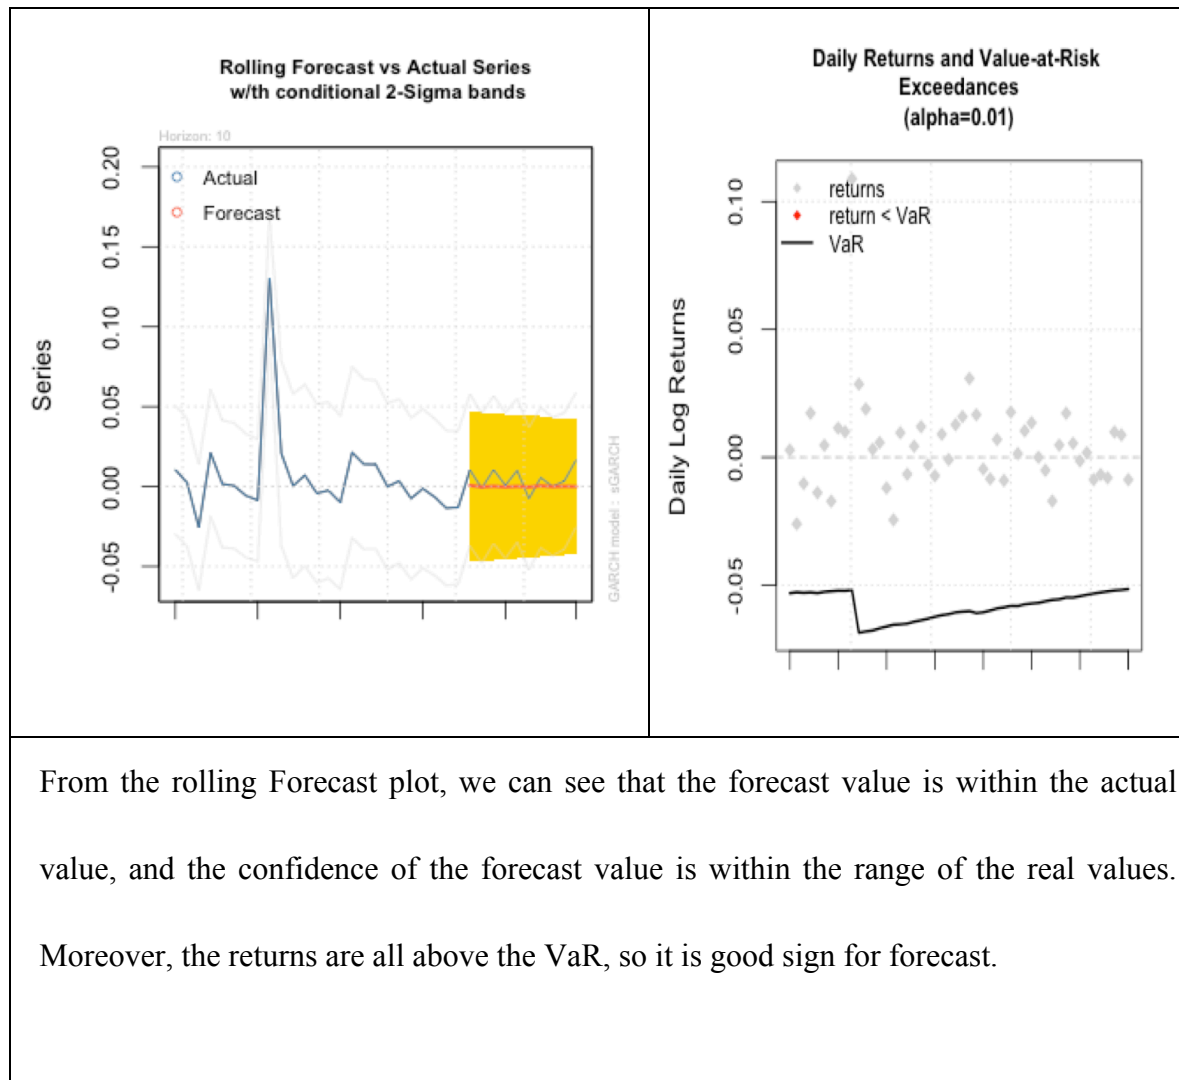 Rolling Forecast vs Actual Series
w/th conditional 2-Sigma bands
Horizon: 10
Actual
Forecast
0.20
0.15
0.10
0.05
0.00
-0.05
Series
GARCH model : sGARCH
Daily Returns and Value-at-Risk
Exceedances
(alpha=0.01)
returns
return < VaR
VaR
0.10
0.05
0.00
-0.05
Daily Log Returns
From the rolling Forecast plot, we can see that the forecast value is within the actual
value, and the confidence of the forecast value is within the range of the real values.
Moreover, the returns are all above the VaR, so it is good sign for forecast.